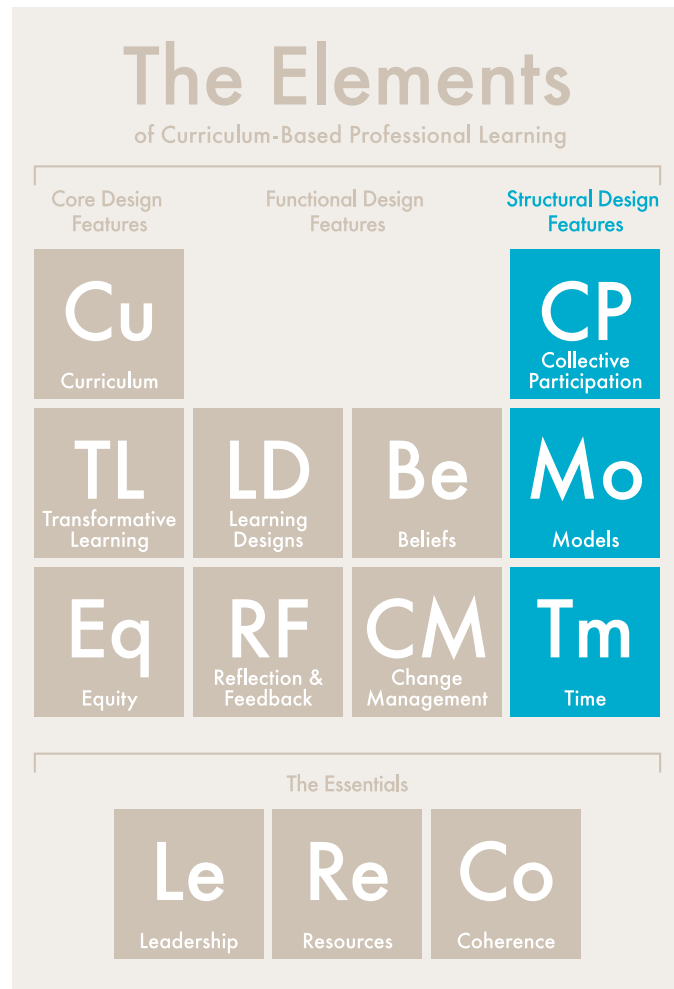 The Elements
of Curriculum-Based Professional Learning
Core Design
Features
Functional Design
Features
Structural Design
Features
Cu
Curriculum
CP
Collective
Participation
TL
Transformative
Learning
LD
Learning
Designs
Be
Beliefs
Mo
Models
Eq
Equity
RF
Reflection &
Feedback
CM
Change
Management
Tm
Time
The Essentials
Le
Leadership
Re
Resources
Co
Coherence